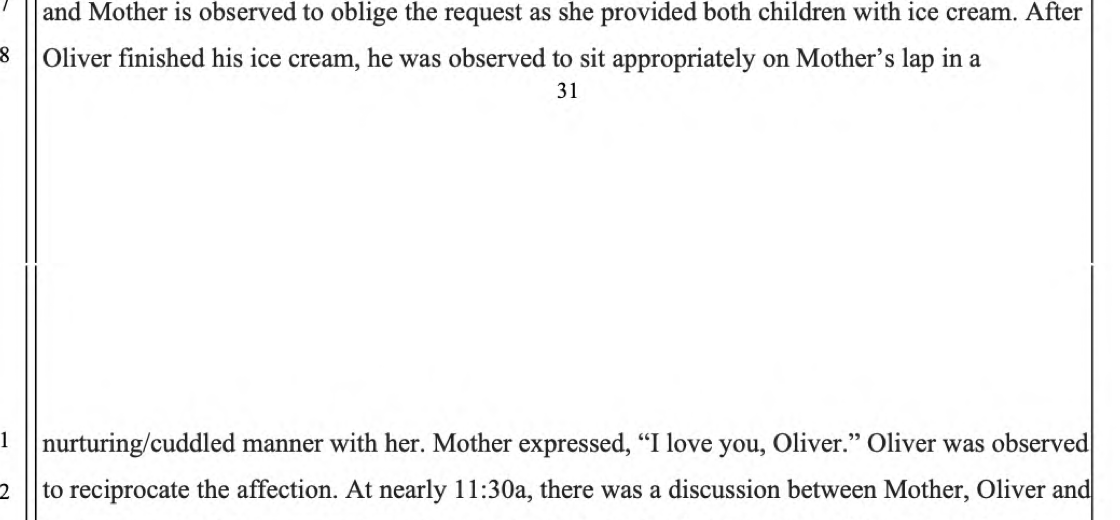 and Mother is observed to oblige the request as she provided both children with ice cream. After
8 Oliver finished his ice cream, he was observed to sit appropriately on Mother's lap in a
31
1 nurturing/cuddled manner with her. Mother expressed, “I love you, Oliver.” Oliver was observed
2 to reciprocate the affection. At nearly 11:30a, there was a discussion between Mother, Oliver and